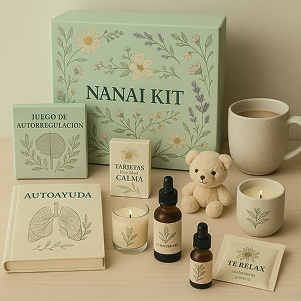 NANAI KIT
JUEGO DE
AUTORREGULACION
TARJETAS
CALMA
AUTOAYUDA
TE RELAX